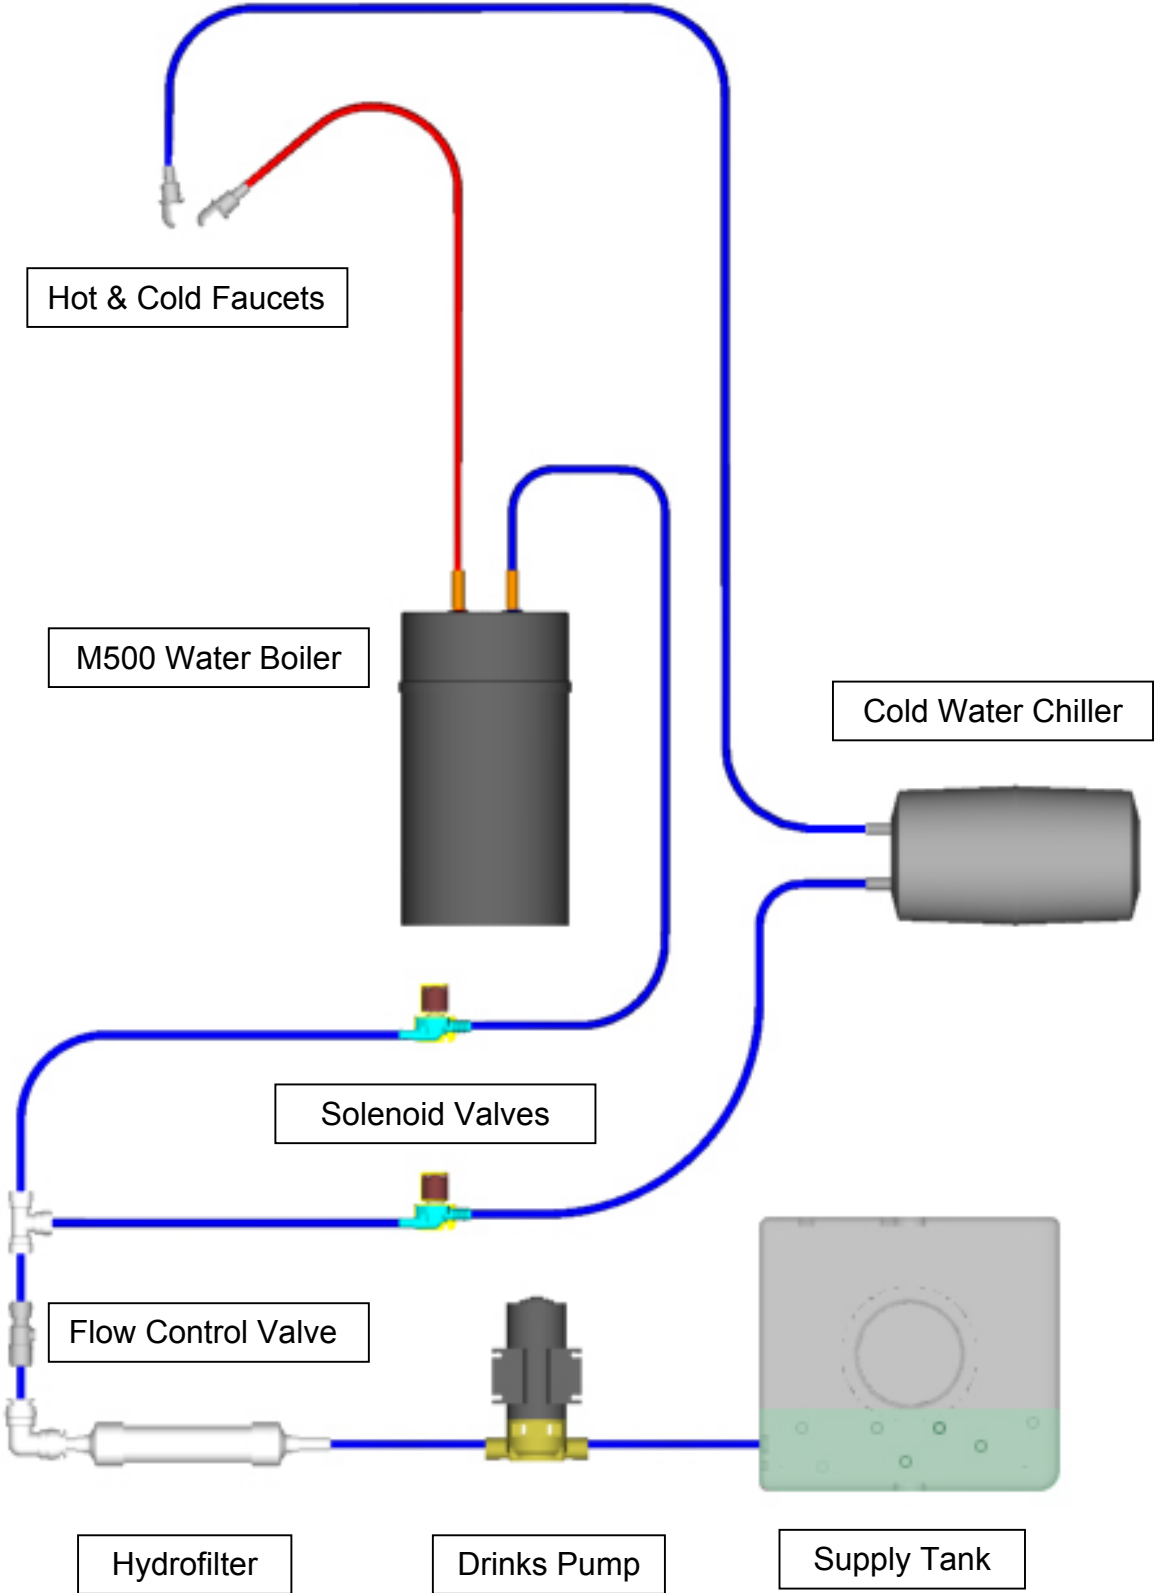 Hot & Cold Faucets
M500 Water Boiler
Cold Water Chiller
Solenoid Valves
Flow Control Valve
Hydrofilter
Drinks Pump
Supply Tank